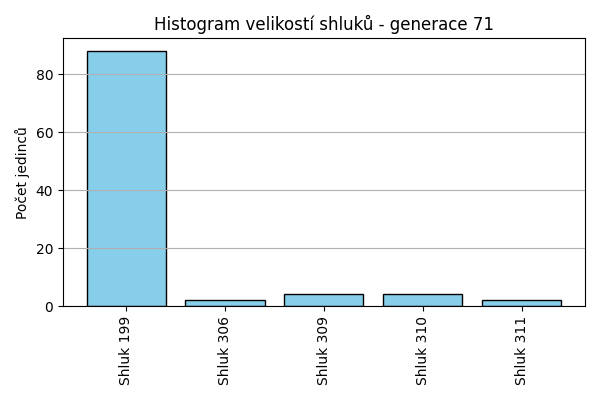 Histogram velikostí shluků - generace 71
Počet jedinců
80
60
40
20
0
Shluk 199
Shluk 306
Shluk 309
Shluk 310
Shluk 311